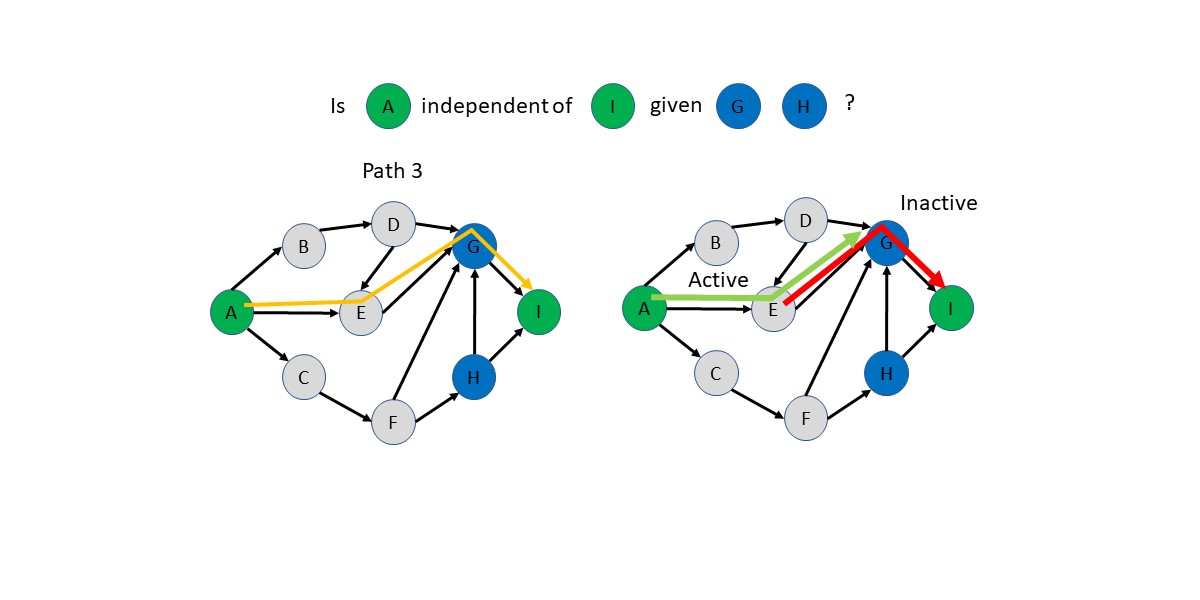 Is A independent of I given G H ?
Path 3
Inactive
D
B
G
Active
A
E
I
C
H
F
D
B
G
A
E
I
C
H
F